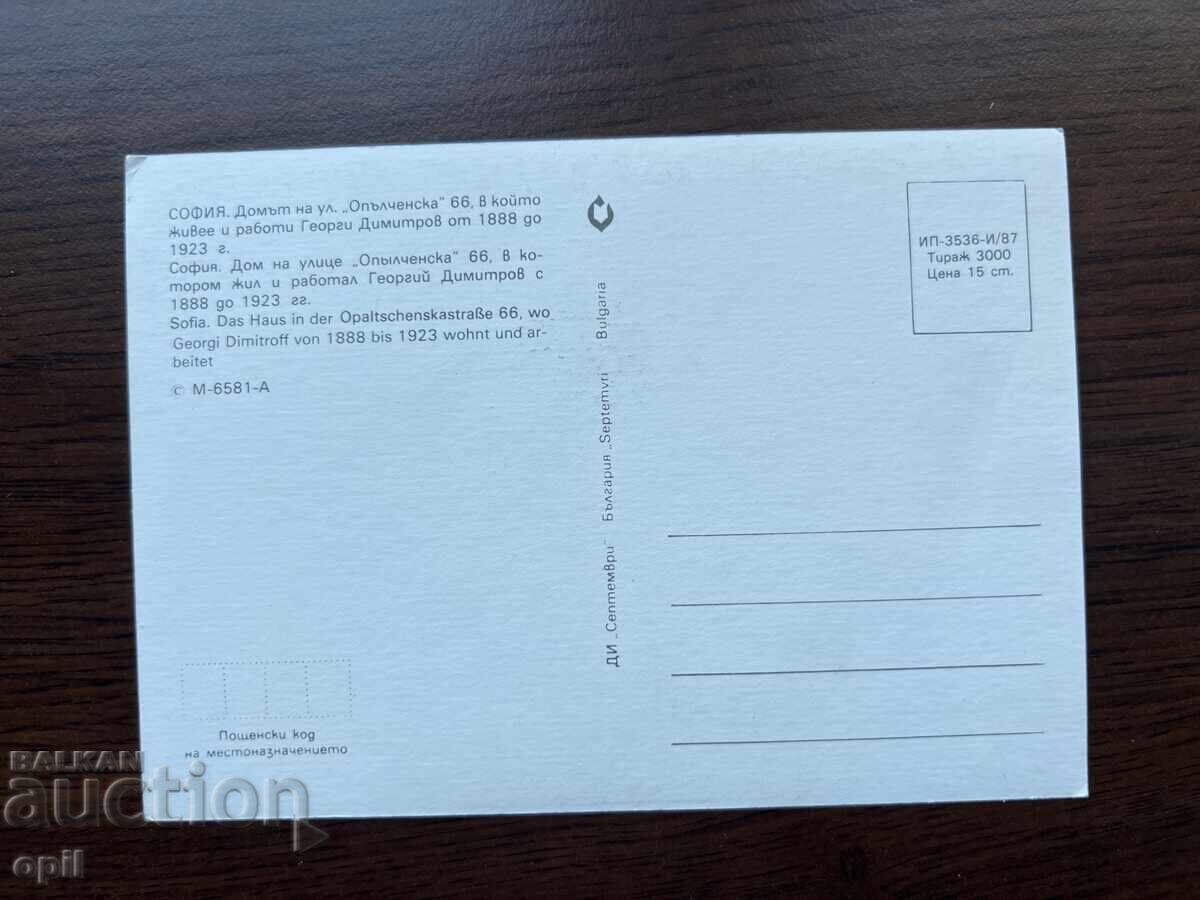 СОФИЯ. Домът на ул. „Опълченска" 66, в който
живее и работи Георги Димитров от 1888 до
1923 г.
София. Дом на улице „Опылченска" 66, в ко-
тором жил и работал Георгий Димитров с
1888 до 1923 гг.
Sofia. Das Haus in der Opaltschenskastraße 66, wo
Georgi Dimitroff von 1888 bis 1923 wohnt und ar-
beitet
© М-6581-А
ДИ „Септември" България „Septemvri" Bulgaria
ИП-3536-И/87
Тираж 3000
Цена 15 ст.
Пощенски код
на местоназначението
BALKAN
auction
opil